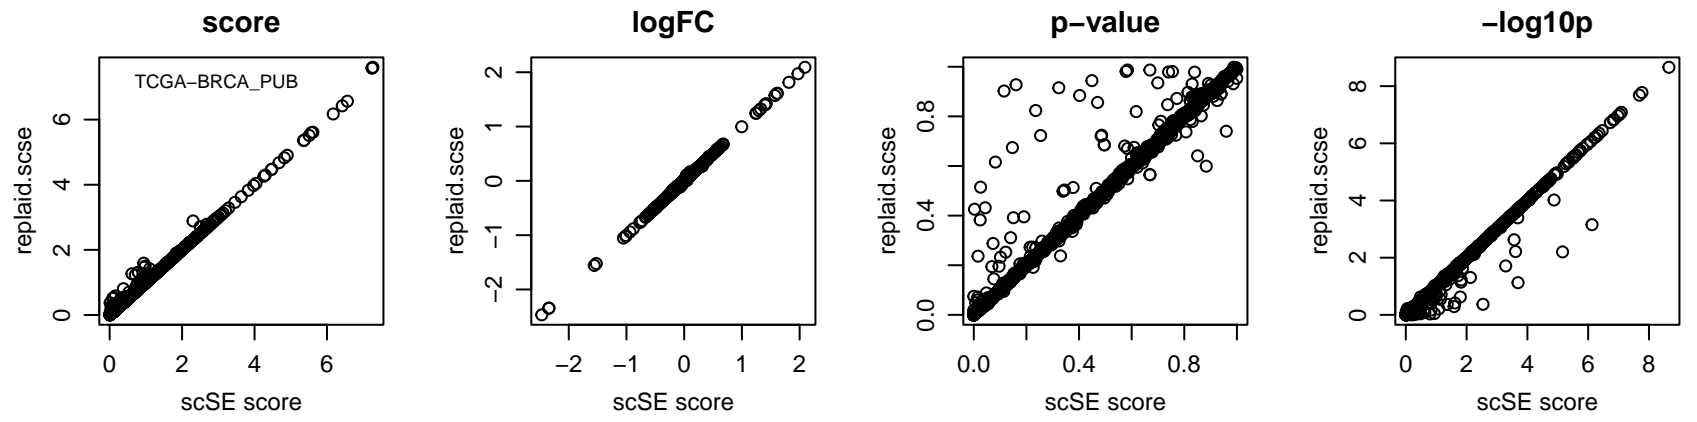 score
TCGA−BRCA_PUB
0 2 4 6
0 2 4 6
replaid.scse
scSE score
logFC
−2 −1 0 1 2
−2 −1 0 1 2
replaid.scse
scSE score
p−value
0.0 0.4 0.8
0.0 0.4 0.8
replaid.scse
scSE score
−log10p
0 2 4 6 8
0 2 4 6 8
replaid.scse
scSE score